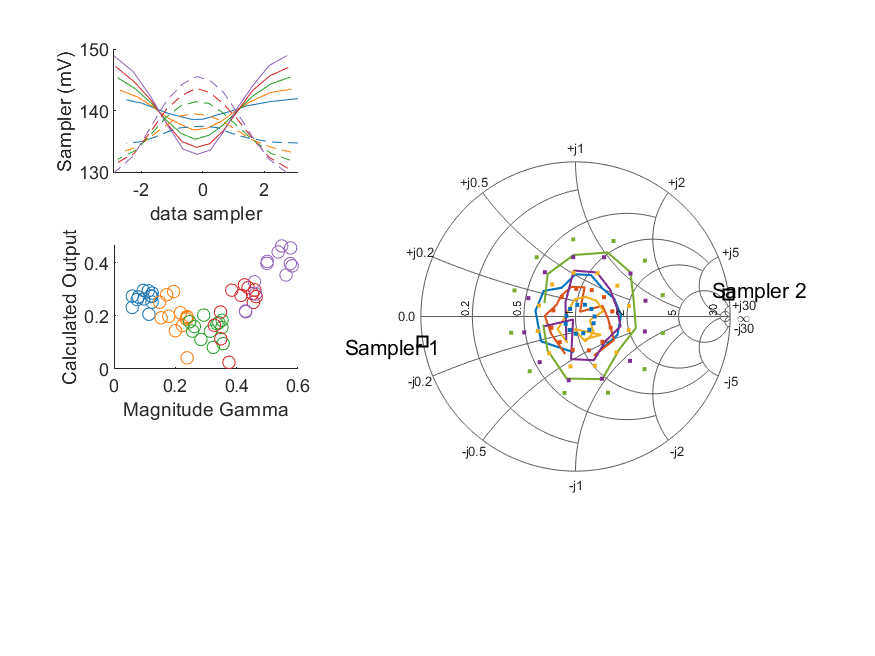 150
140
130
Sampler (mV)
-2
0
2
data sampler
0.4
0.2
0
Calculated Output
0
0.2
0.4
0.6
Magnitude Gamma
+j1
+j0.5
+j2
+j0.2
+j5
Sampler 2
+j30
0.0
0.2
0.5
2
5
30
∞
-j30
Sampler 1
-j0.2
-j5
-j0.5
-j2
-j1